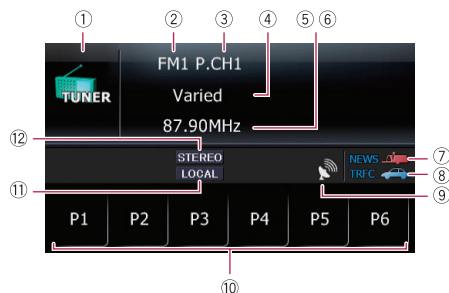 ① ② ③ ④ ⑤ ⑥
FM1 P.CH1
TUNER
Varied
87.90MHz
⑫
STEREO
NEWS ⑦
LOCAL
TRFC ⑧
⑪
⑨
P1 P2 P3 P4 P5 P6
⑩